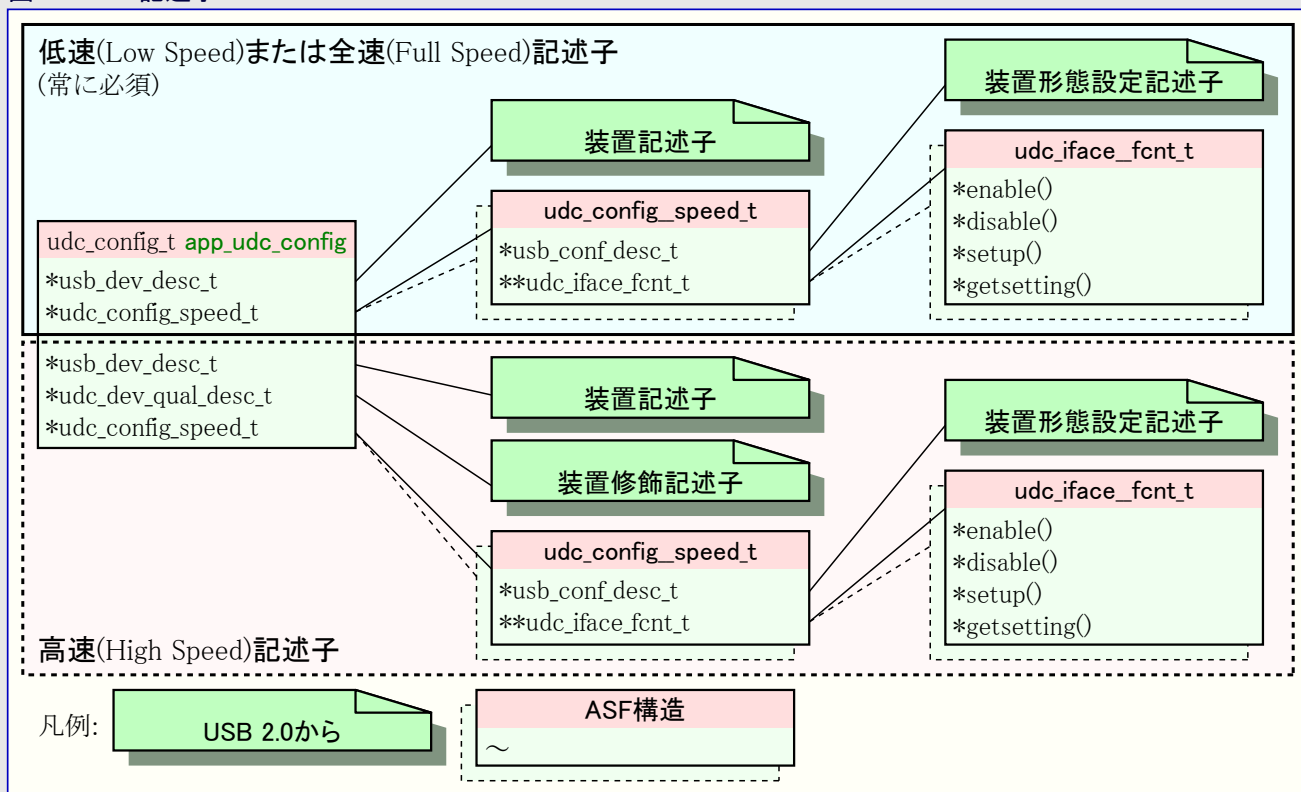 低速(Low Speed)または全速(Full Speed)記述子
(常に必須)
装置記述子
装置形態設定記述子
udc_config_t app_udc_config
*usb_dev_desc_t
*udc_config_speed_t
udc_config_speed_t
*usb_conf_desc_t
**udc_iface_fcnt_t
udc_iface_fcnt_t
*enable()
*disable()
*setup()
*getsetting()
*usb_dev_desc_t
*udc_dev_qual_desc_t
*udc_config_speed_t
装置記述子
装置修飾記述子
装置形態設定記述子
udc_config_speed_t
*usb_conf_desc_t
**udc_iface_fcnt_t
udc_iface_fcnt_t
*enable()
*disable()
*setup()
*getsetting()
高速(High Speed)記述子
凡例:
USB 2.0から
ASF構造
～